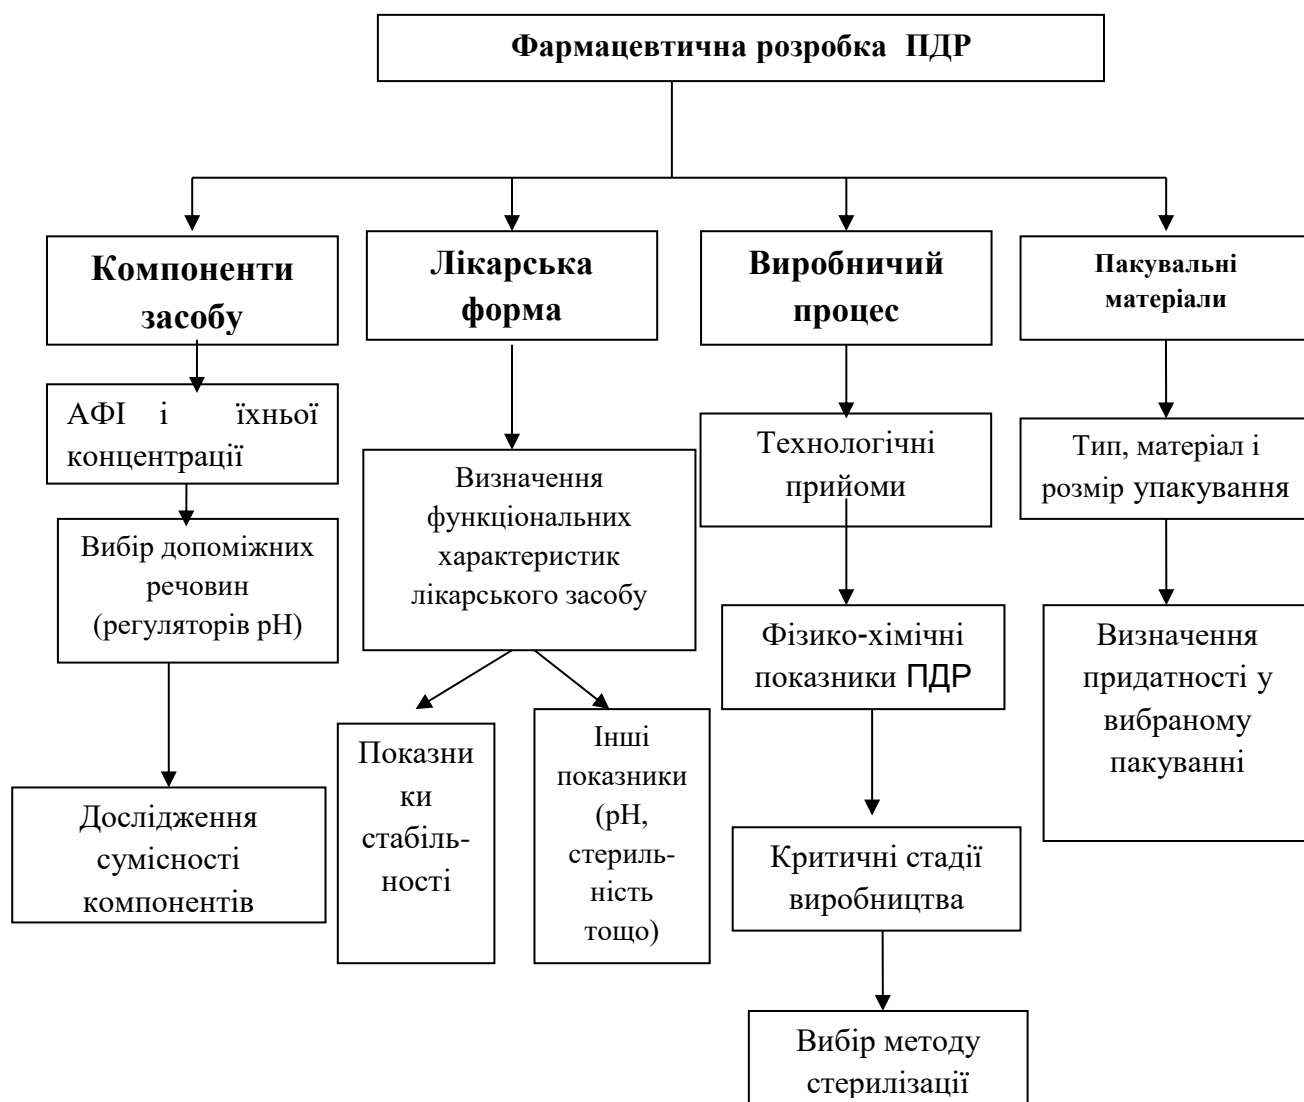 Фармацевтична розробка ПДР
Компоненти
засобу
Лікарська
форма
Виробничий
процес
Пакувальні
матеріали
АФІ і їхньої
концентрації
Вибір допоміжних
речовин
(регуляторів рН)
Дослідження
сумісності
компонентів
Визначення
функціональних
характеристик
лікарського засобу
Показни
ки
стабіль-
ності
Інші
показники
(рН,
стериль-
ність
тощо)
Технологічні
прийоми
Фізико-хімічні
показники ПДР
Критичні стадії
виробництва
Вибір методу
стерилізації
Тип, матеріал і
розмір упакування
Визначення
придатності у
вибраному
пакуванні